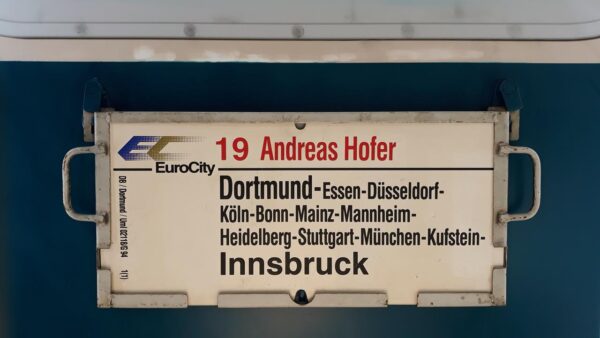 EC 19 Andreas Hofer
EuroCity
Dortmund-Essen-Düsseldorf-
Köln-Bonn-Mainz-Mannheim-
Heidelberg-Stuttgart-München-Kufstein-
Innsbruck